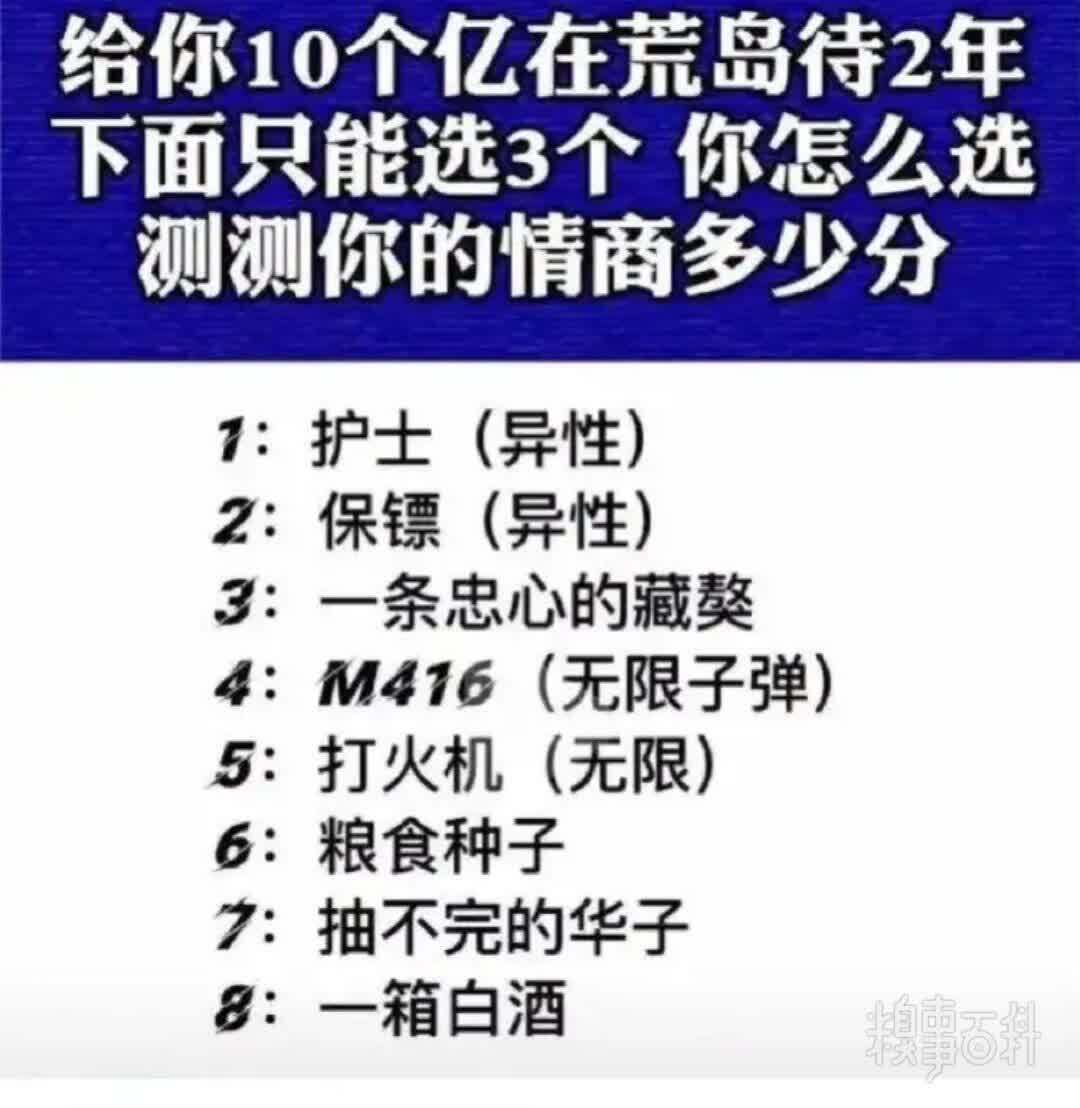 给你10个亿在荒岛待2年
下面只能选3个 你怎么选
测测你的情商多少分
1：护士（异性）
2：保镖（异性）
3：一条忠心的藏獒
4：M416（无限子弹）
5：打火机（无限）
6：粮食种子
7：抽不完的华子
8：一箱白酒
糗事百科